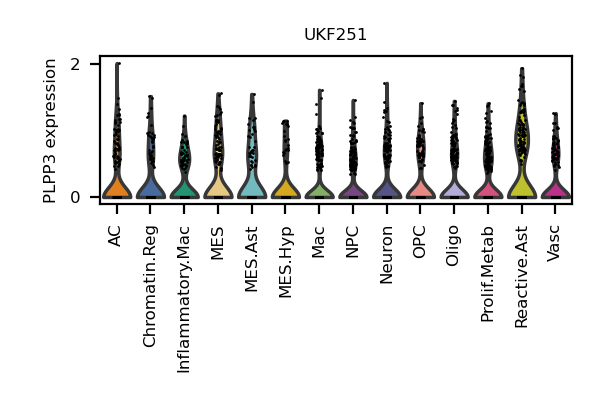 UKF251
PLPP3 expression
2
0
AC
Chromatin.Reg
Inflammatory.Mac
MES
MES.Ast
MES.Hyp
Mac
NPC
Neuron
OPC
Oligo
Prolif.Metab
Reactive.Ast
Vasc